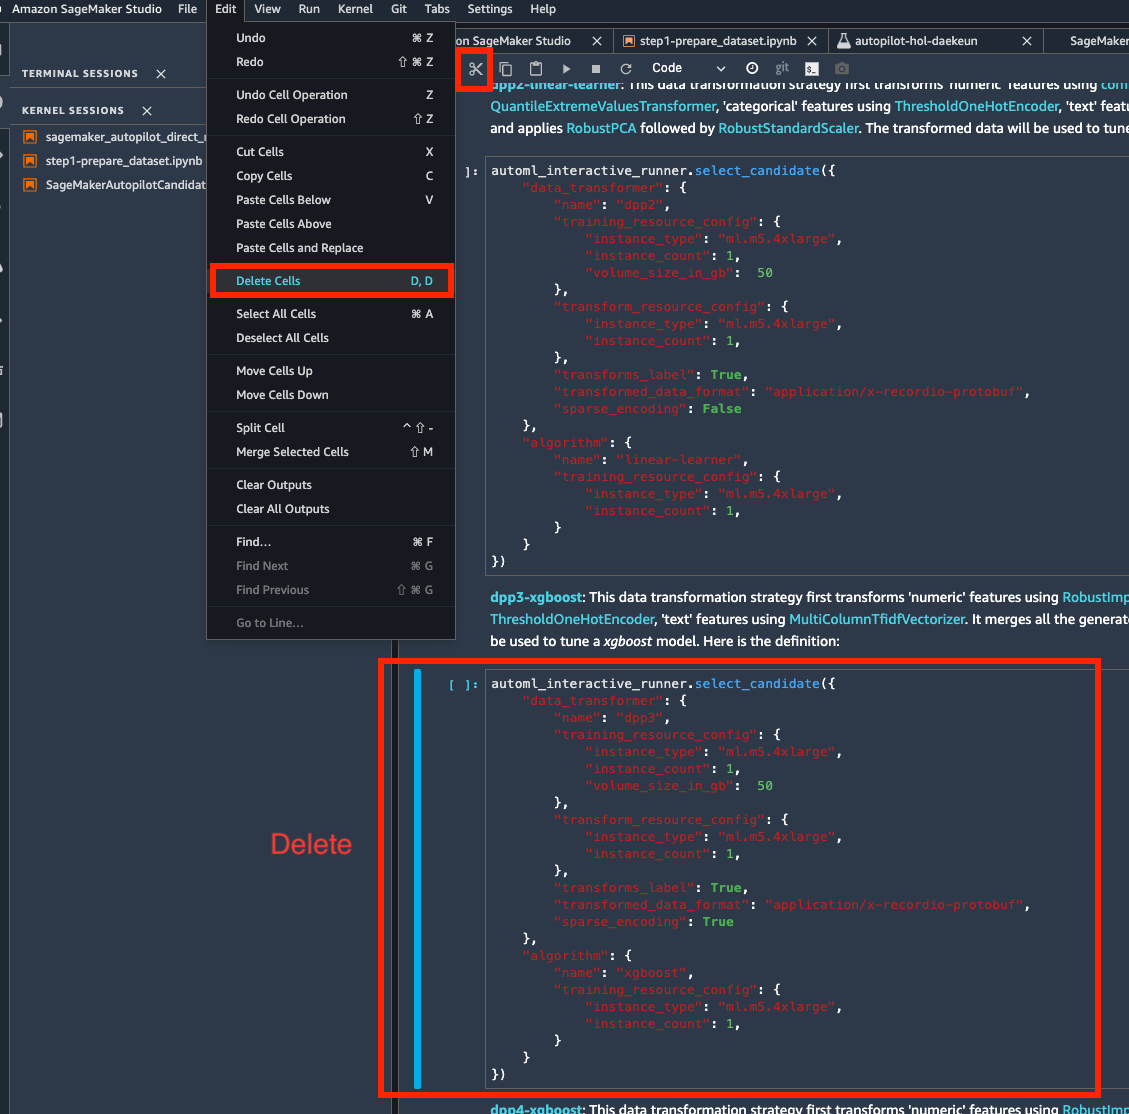 Amazon SageMaker Studio File Edit View Run Kernel Git Tabs Settings Help
TERMINAL SESSIONS
KERNEL SESSIONS
sagemaker_autopilot_direct_
step1-prepare_dataset.ipynb
SageMakerAutopilotCandidat
Undo ⌘ Z
Redo ⇧ ⌘ Z
Undo Cell Operation Z
Redo Cell Operation ⇧ Z
Cut Cells X
Copy Cells C
Paste Cells Below V
Paste Cells Above
Paste Cells and Replace
Delete Cells D, D
Select All Cells ⌘ A
Deselect All Cells
Move Cells Up
Move Cells Down
Split Cell ^ ⇧ -
Merge Selected Cells ⇧ M
Clear Outputs
Clear All Outputs
Find… ⌘ F
Find Next ⌘ G
Find Previous ⇧ ⌘ G
Go to Line…
on SageMaker Studio step1-prepare_dataset.ipynb autopilot-hol-daekeun SageMaker
Code git
dpp2-linear-learner: This data transformation strategy first transforms 'numeric' features using com
QuantileExtremeValuesTransformer, 'categorical' features using ThresholdOneHotEncoder, 'text' featu
and applies RobustPCA followed by RobustStandardScaler. The transformed data will be used to tune
]: automl_interactive_runner.select_candidate({
"data_transformer": {
"name": "dpp2",
"training_resource_config": {
"instance_type": "ml.m5.4xlarge",
"instance_count": 1,
"volume_size_in_gb": 50
},
"transform_resource_config": {
"instance_type": "ml.m5.4xlarge",
"instance_count": 1,
},
"transforms_label": True,
"transformed_data_format": "application/x-recordio-protobuf",
"sparse_encoding": False
},
"algorithm": {
"name": "linear-learner",
"training_resource_config": {
"instance_type": "ml.m5.4xlarge",
"instance_count": 1,
}
}
})
dpp3-xgboost: This data transformation strategy first transforms 'numeric' features using RobustImp
ThresholdOneHotEncoder, 'text' features using MultiColumnTfidfVectorizer. It merges all the generate
be used to tune a xgboost model. Here is the definition:
[ ]: automl_interactive_runner.select_candidate({
"data_transformer": {
"name": "dpp3",
"training_resource_config": {
"instance_type": "ml.m5.4xlarge",
"instance_count": 1,
"volume_size_in_gb": 50
},
"transform_resource_config": {
"instance_type": "ml.m5.4xlarge",
"instance_count": 1,
},
"transforms_label": True,
"transformed_data_format": "application/x-recordio-protobuf",
"sparse_encoding": True
},
"algorithm": {
"name": "xgboost",
"training_resource_config": {
"instance_type": "ml.m5.4xlarge",
"instance_count": 1,
}
}
})
Delete
dpp4-xgboost: This data transformation strategy first transforms 'numeric' features using RobustImp